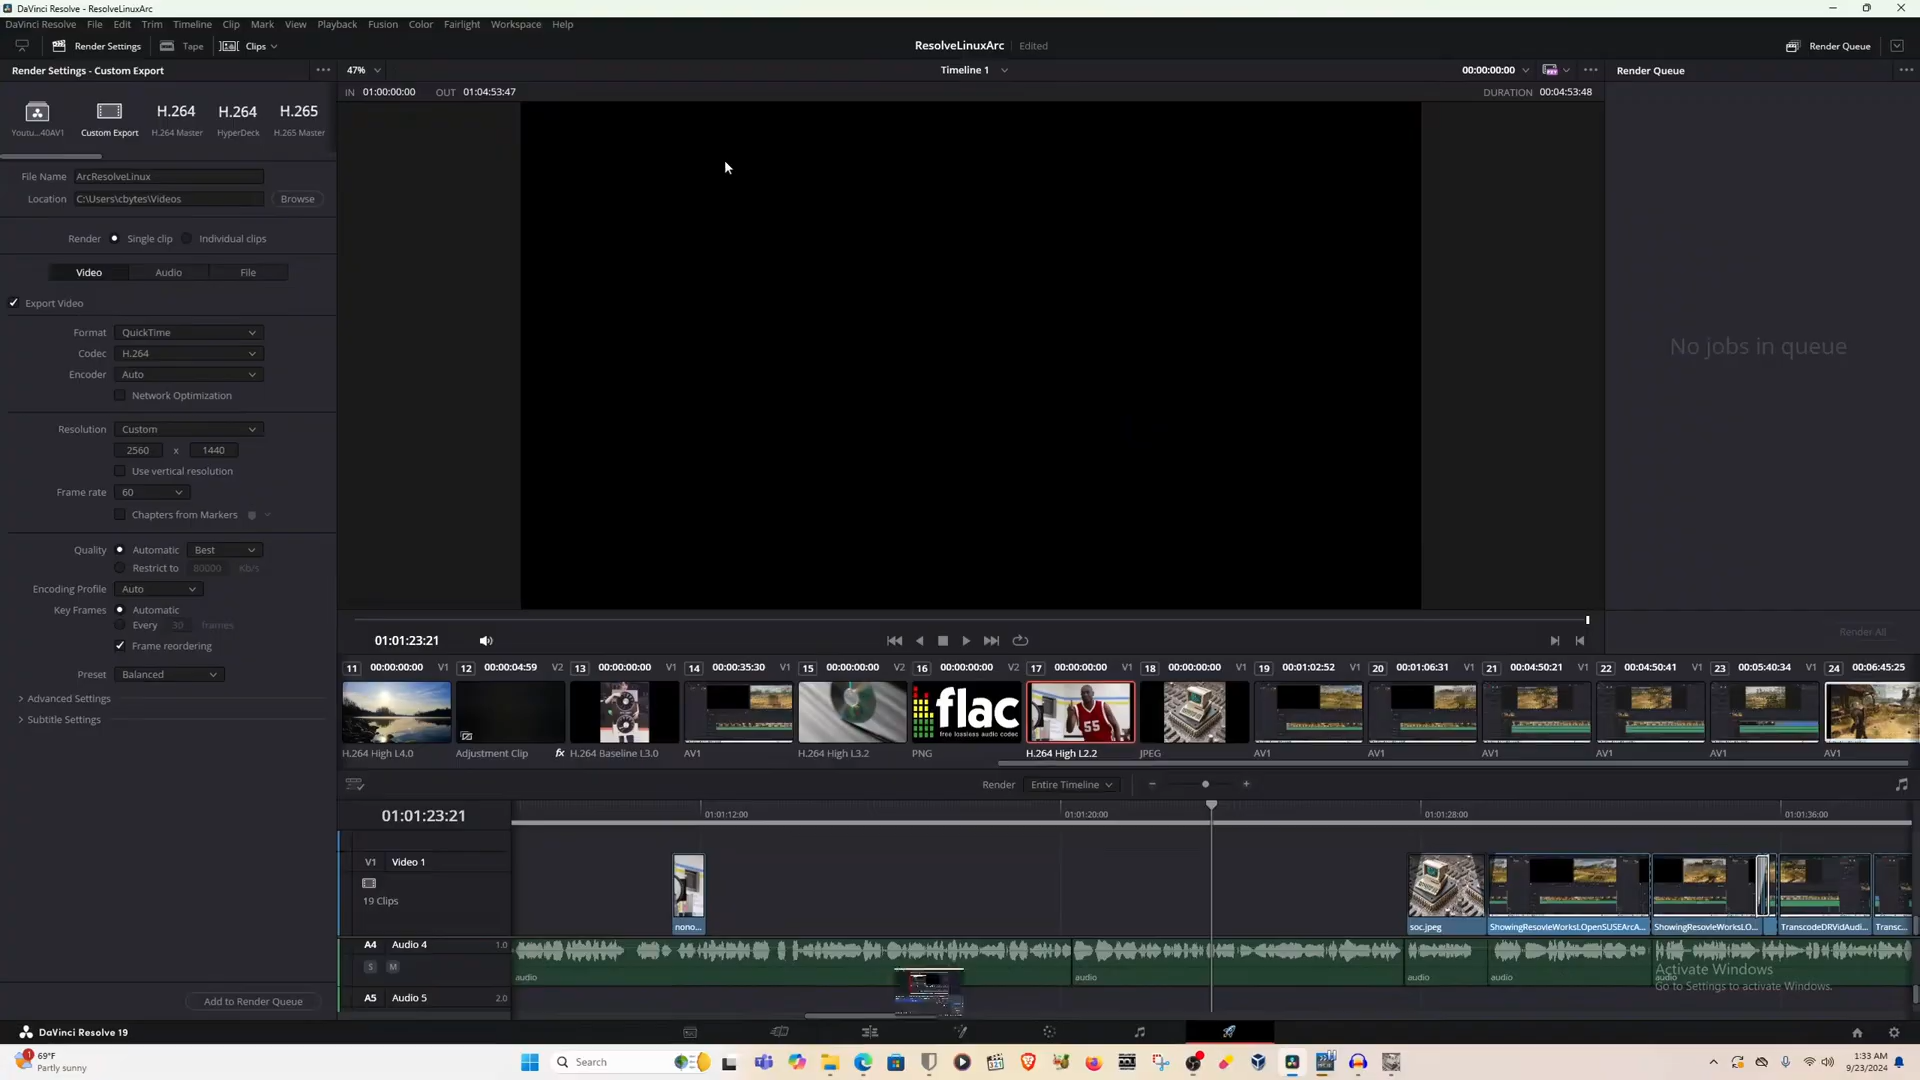 DaVinci Resolve - ResolveLinuxArc
DaVinci Resolve File Edit Trim Timeline Clip Mark View Playback Fusion Color Fairlight Workspace Help
Render Settings Tape Clips ResolveLinuxArc Edited Render Queue
Render Settings - Custom Export 47% Timeline 1 00:00:00:00 Render Queue
IN 01:00:00:00 OUT 01:04:53:47 DURATION 00:04:53:48
H.264 H.264 H.265
Youtu...40AV1 Custom Export H.264 Master HyperDeck H.265 Master
File Name ArcResolveLinux
Location C:\Users\cbytes\Videos Browse
Render Single clip Individual clips
Video Audio File
Export Video
Format QuickTime
Codec H.264
Encoder Auto
Network Optimization
Resolution Custom
2560 x 1440
Use vertical resolution
Frame rate 60
Chapters from Markers
Quality Automatic Best
Restrict to 80000 Kb/s
Encoding Profile Auto
Key Frames Automatic
Every 30 frames
Frame reordering
Preset Balanced
Advanced Settings
Subtitle Settings
Add to Render Queue
No jobs in queue
Render All
01:01:23:21
11 00:00:00:00 V1 12 00:00:04:59 V2 13 00:00:00:00 V1 14 00:00:35:30 V1 15 00:00:00:00 V2 16 00:00:00:00 V2 17 00:00:00:00 V1 18 00:00:00:00 V1 19 00:01:02:52 V1 20 00:01:06:31 V1 21 00:04:50:21 V1 22 00:04:50:41 V1 23 00:05:40:34 V1 24 00:06:45:25
flac
free lossless audio codec
55
H.264 High L4.0 Adjustment Clip fx H.264 Baseline L3.0 AV1 H.264 High L3.2 PNG H.264 High L2.2 JPEG AV1 AV1 AV1 AV1 AV1 AV1
Render Entire Timeline
01:01:23:21 01:01:12:00 01:01:20:00 01:01:28:00 01:01:36:00
V1 Video 1
19 Clips
nono... soc.jpeg ShowingResovleWorksLOpenSUSEArcA... ShowingResovleWorksLO... TranscodeDRVidAudi... Transc...
A4 Audio 4 1.0
S M
audio audio audio audio audio
A5 Audio 5 2.0
Activate Windows
Go to Settings to activate Windows.
DaVinci Resolve 19
1
69°F
Partly sunny
Search
321
1:33 AM
9/23/2024